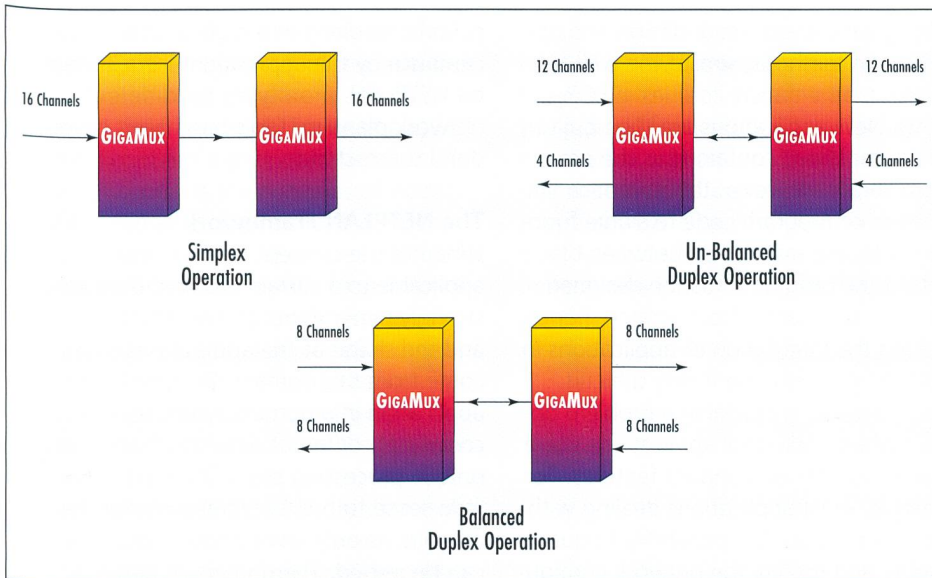 16 Channels
GIGAMUX
GIGAMUX
16 Channels
Simplex
Operation
12 Channels
4 Channels
GIGAMUX
GIGAMUX
12 Channels
4 Channels
Un-Balanced
Duplex Operation
8 Channels
8 Channels
GIGAMUX
GIGAMUX
8 Channels
8 Channels
Balanced
Duplex Operation